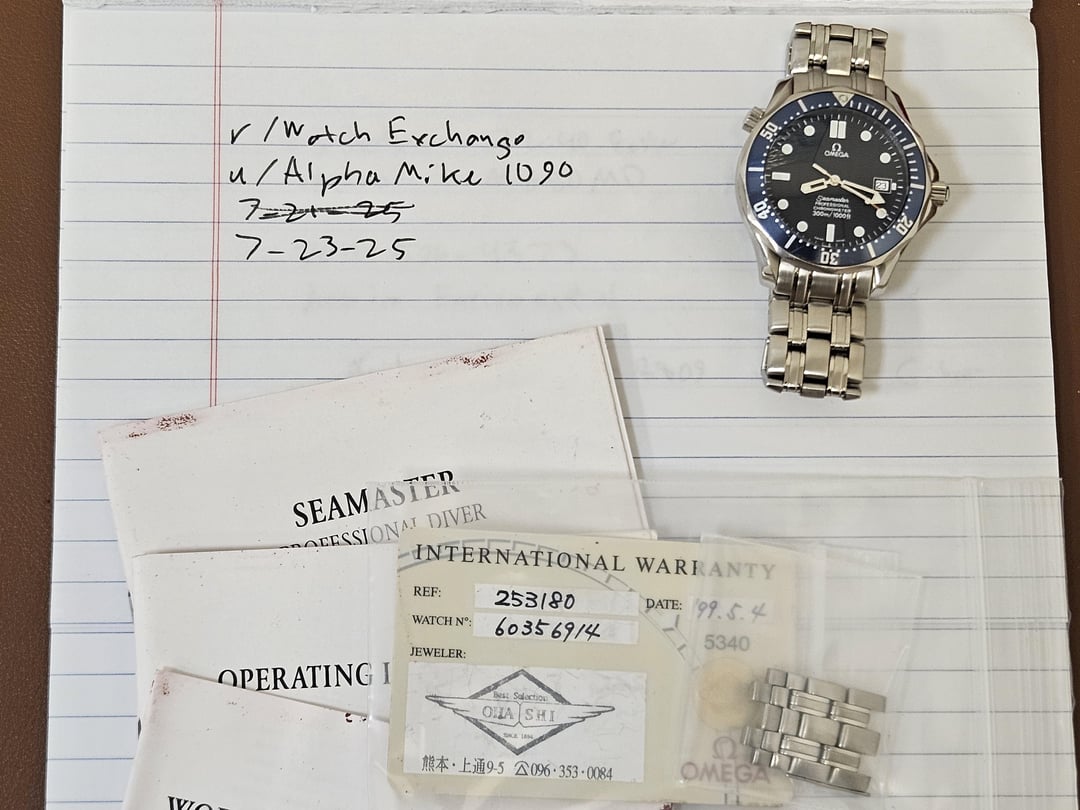 r/Watch Exchange
u/Alpha Mike 1090
7-21-25
7-23-25
50
Ω
OMEGA
23
Seamaster
PROFESSIONAL
CHRONOMETER
300m/1000ft
40
20
30
SEAMASTER
PROFESSIONAL DIVER
INTERNATIONAL WARRANTY
REF: 253180
DATE: '99.5.4
WATCH Nº: 60356914
5340
JEWELER:
Best Selection
OHASHI
SINCE 1894
熊本・上通9-5 ☎096・353・0084
OPERATING
Ω
OMEGA